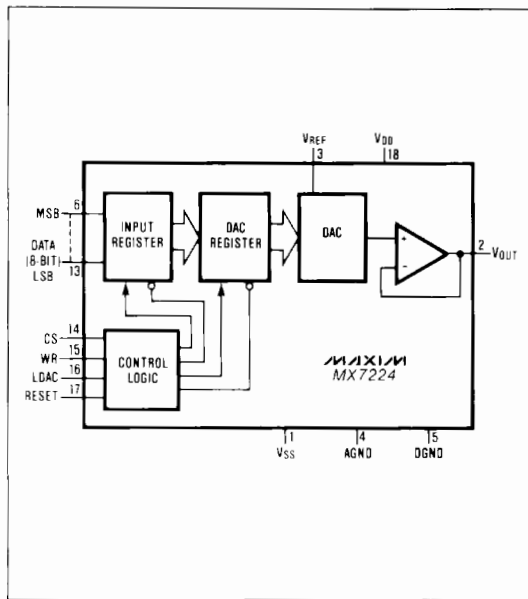 VREF
3
VDD
18
MSB
6
DATA
(8-BIT)
LSB
13
INPUT
REGISTER
DAC
REGISTER
DAC
+
-
2
VOUT
CS
14
WR
15
LDAC
16
RESET
17
CONTROL
LOGIC
MAXIM
MX7224
1
VSS
4
AGND
5
DGND